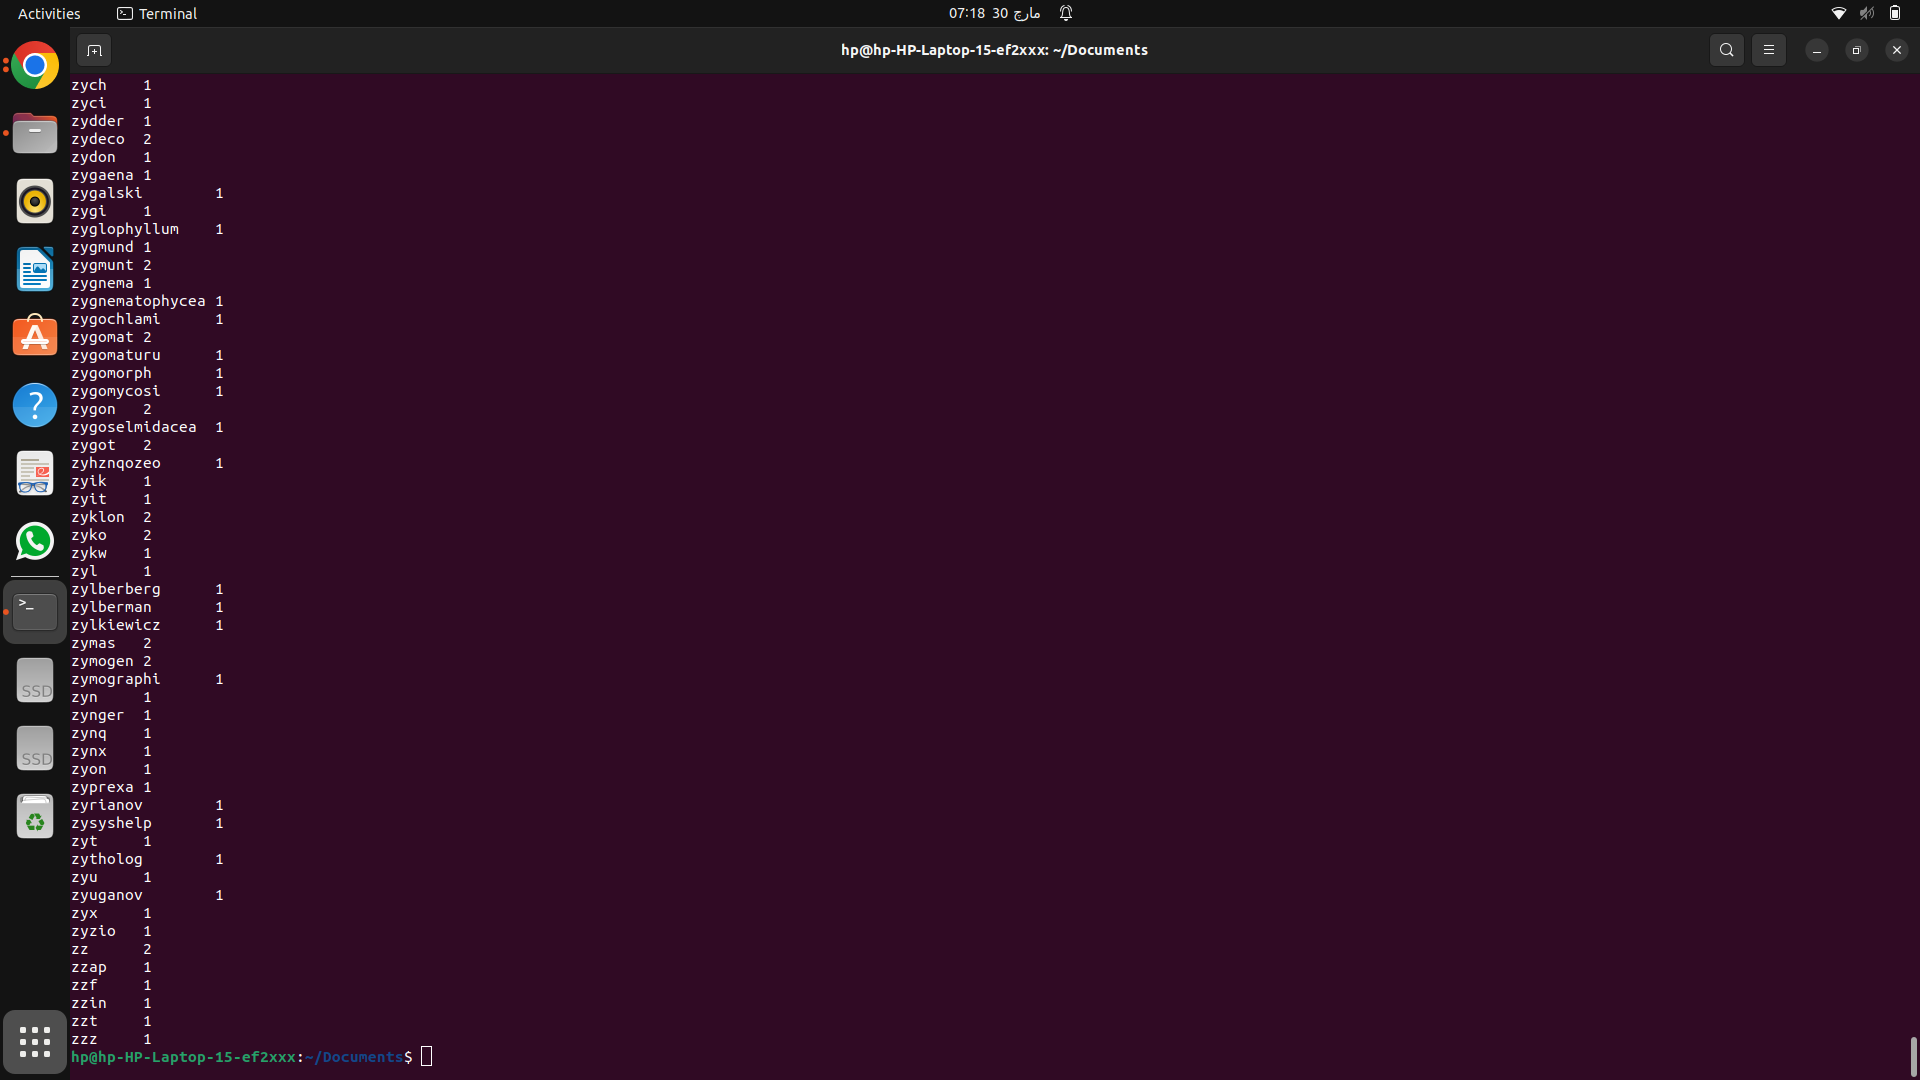 Activities Terminal 07:18 30 مارچ
hp@hp-HP-Laptop-15-ef2xxx: ~/Documents
zych 1
zyci 1
zydder 1
zydeco 2
zydon 1
zygaena 1
zygalski 1
zygi 1
zyglophyllum 1
zygmund 1
zygmunt 2
zygnema 1
zygnematophycea 1
zygochlami 1
zygomat 2
zygomaturu 1
zygomorph 1
zygomycosi 1
zygon 2
zygoselmidacea 1
zygot 2
zyhznqozeo 1
zyik 1
zyit 1
zyklon 2
zyko 2
zykw 1
zyl 1
zylberberg 1
zylberman 1
zylkiewicz 1
zymas 2
zymogen 2
zymographi 1
zyn 1
zynger 1
zynq 1
zynx 1
zyon 1
zyprexa 1
zyrianov 1
zysyshelp 1
zyt 1
zytholog 1
zyu 1
zyuganov 1
zyx 1
zyzio 1
zz 2
zzap 1
zzf 1
zzin 1
zzt 1
zzz 1
hp@hp-HP-Laptop-15-ef2xxx:~/Documents$
SSD
SSD